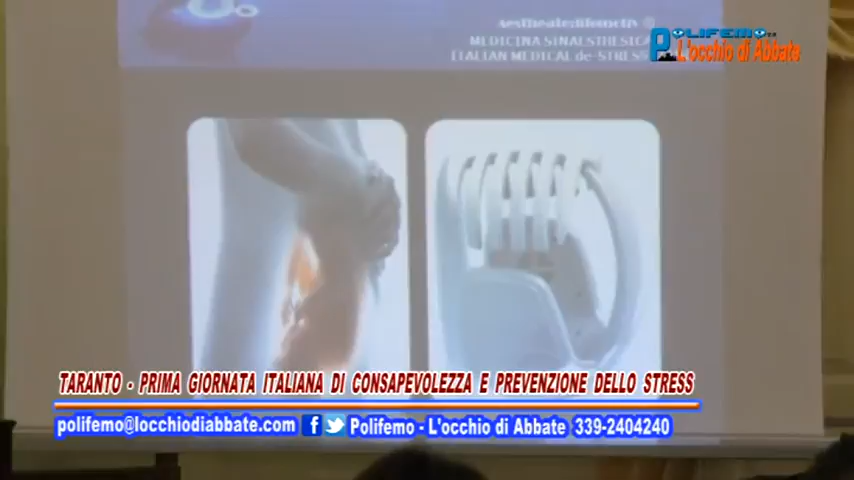 MEDICINA SINAESTHESICA
ITALIAN MEDICAL de-STRESS
POLIFEMO
L'occhio di Abbate
TARANTO - PRIMA GIORNATA ITALIANA DI CONSAPEVOLEZZA E PREVENZIONE DELLO STRESS
polifemo@locchiodiabbate.com f Polifemo - L'occhio di Abbate 339-2404240